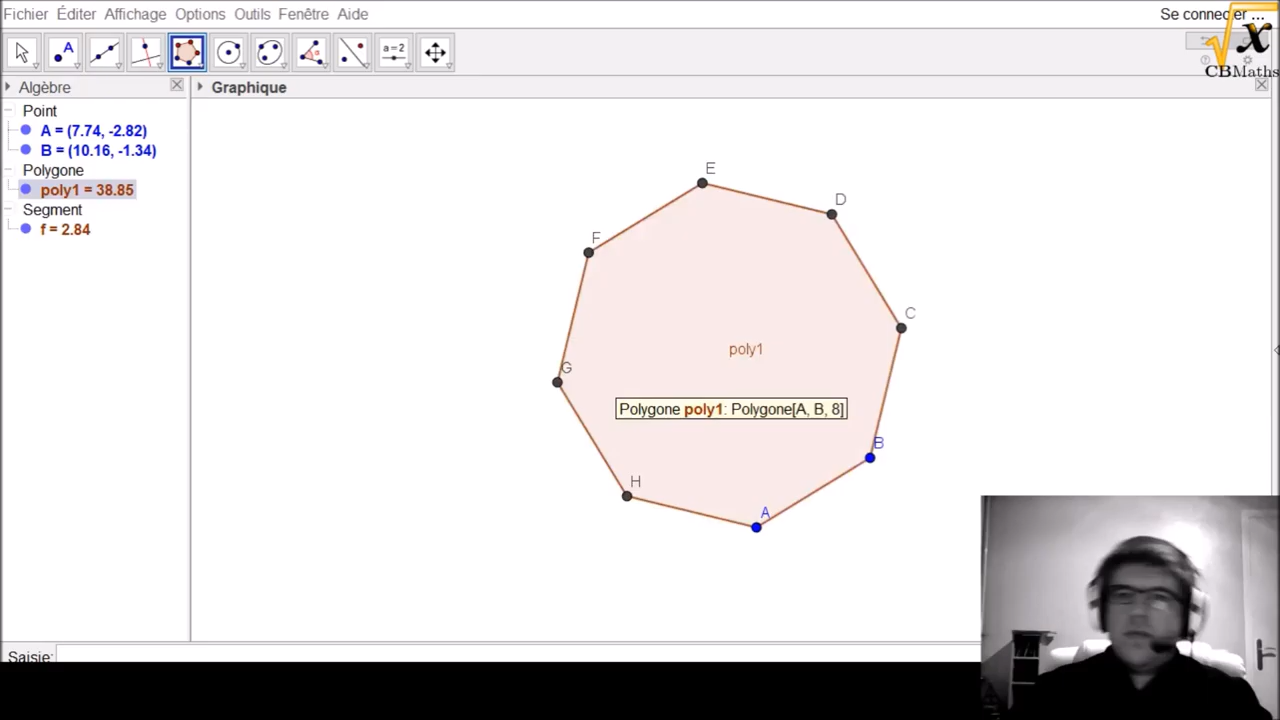 Fichier Éditer Affichage Options Outils Fenêtre Aide
Se connecter ...
A
a=2
x
CBMaths
Algèbre
Graphique
Point
A = (7.74, -2.82)
B = (10.16, -1.34)
Polygone
poly1 = 38.85
Segment
f = 2.84
E
D
F
C
poly1
G
Polygone poly1: Polygone[A, B, 8]
B
H
A
Saisie: